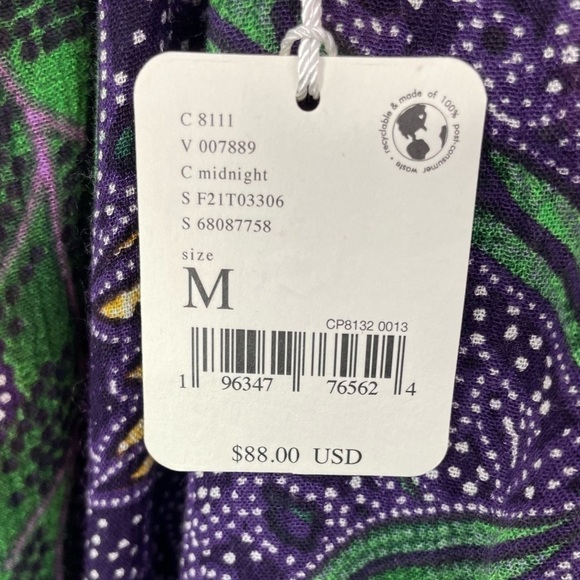 C 8111
V 007889
C midnight
S F21T03306
S 68087758
size
M
recyclable & made of 100% post-consumer waste
CP8132 0013
1 96347 76562 4
$88.00 USD